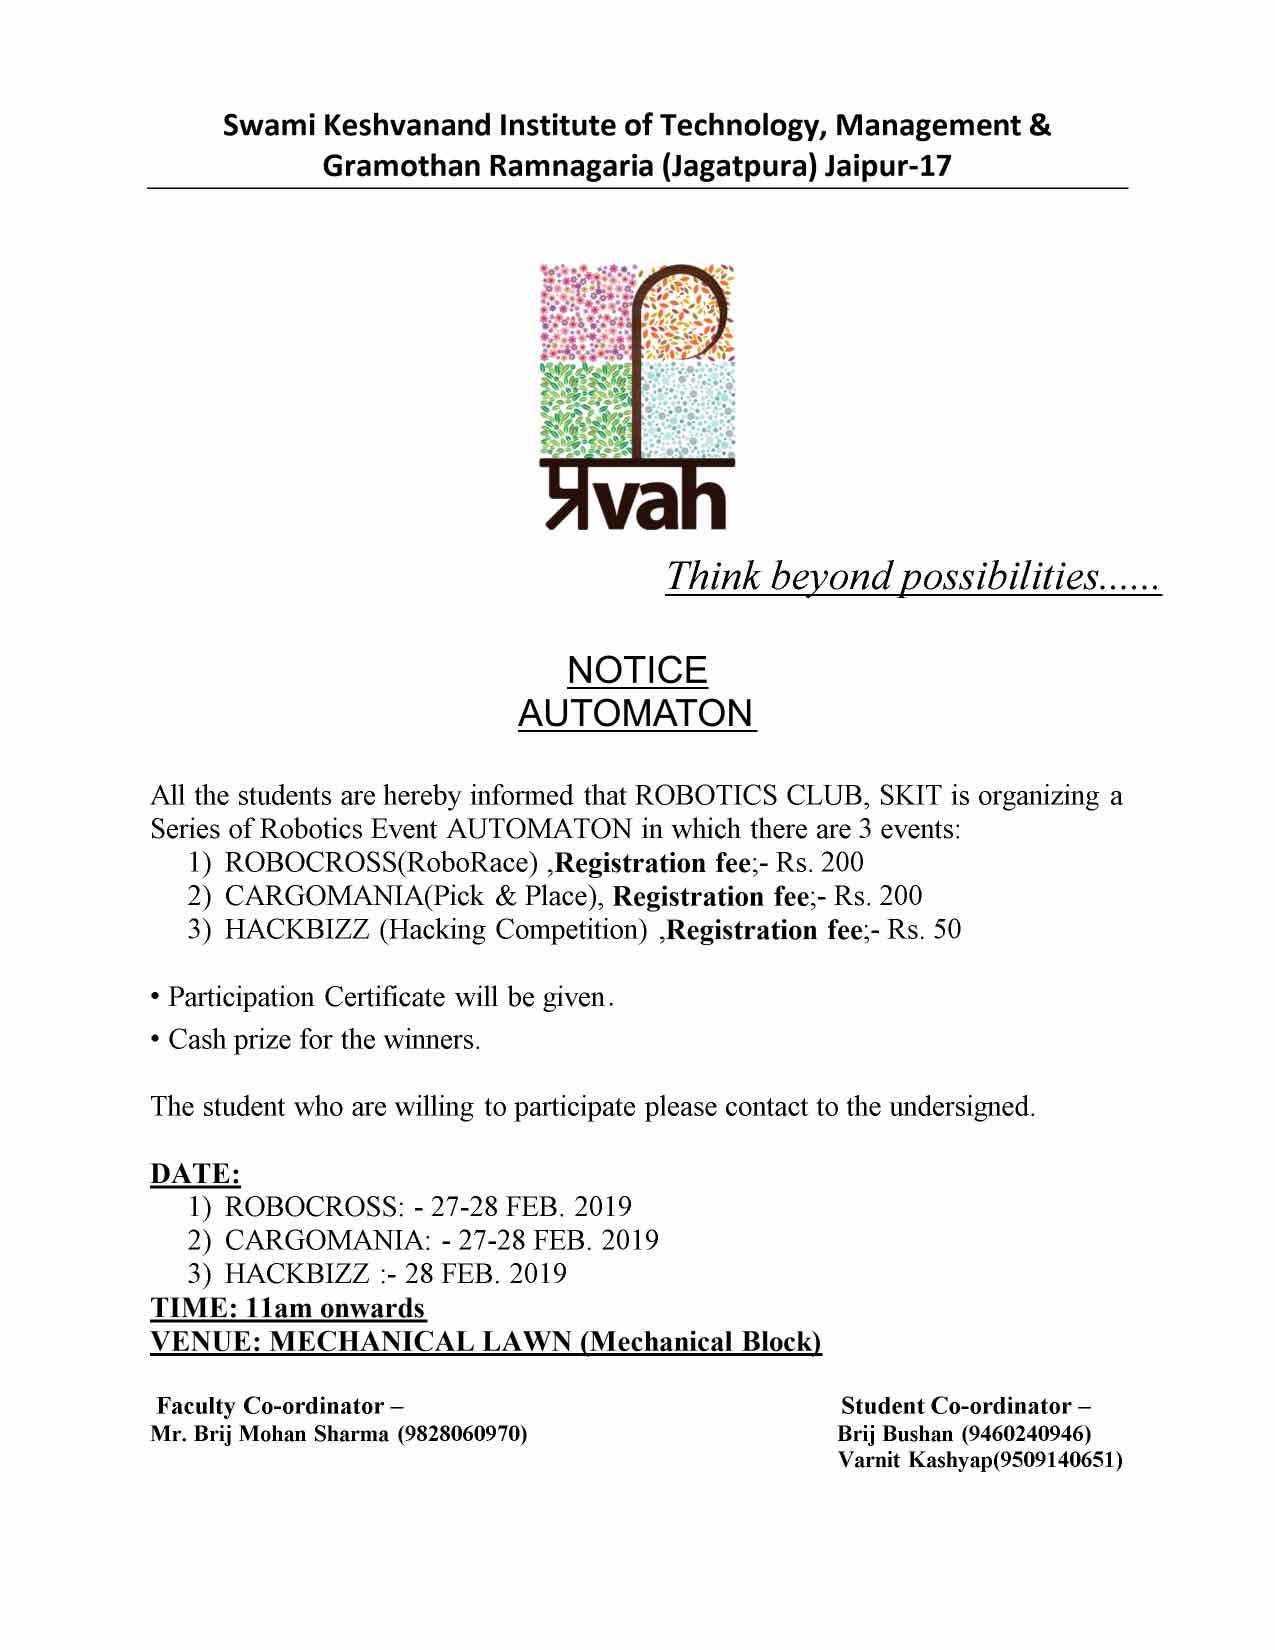 Swami Keshvanand Institute of Technology, Management &
Gramothan Ramnagaria (Jagatpura) Jaipur-17
प्रvah
Think beyond possibilities......
NOTICE
AUTOMATON
All the students are hereby informed that ROBOTICS CLUB, SKIT is organizing a
Series of Robotics Event AUTOMATON in which there are 3 events:
1) ROBOCROSS(RoboRace) ,Registration fee;- Rs. 200
2) CARGOMANIA(Pick & Place), Registration fee;- Rs. 200
3) HACKBIZZ (Hacking Competition) ,Registration fee;- Rs. 50
• Participation Certificate will be given.
• Cash prize for the winners.
The student who are willing to participate please contact to the undersigned.
DATE:
1) ROBOCROSS: - 27-28 FEB. 2019
2) CARGOMANIA: - 27-28 FEB. 2019
3) HACKBIZZ :- 28 FEB. 2019
TIME: 11am onwards
VENUE: MECHANICAL LAWN (Mechanical Block)
Faculty Co-ordinator –
Mr. Brij Mohan Sharma (9828060970)
Student Co-ordinator –
Brij Bushan (9460240946)
Varnit Kashyap(9509140651)